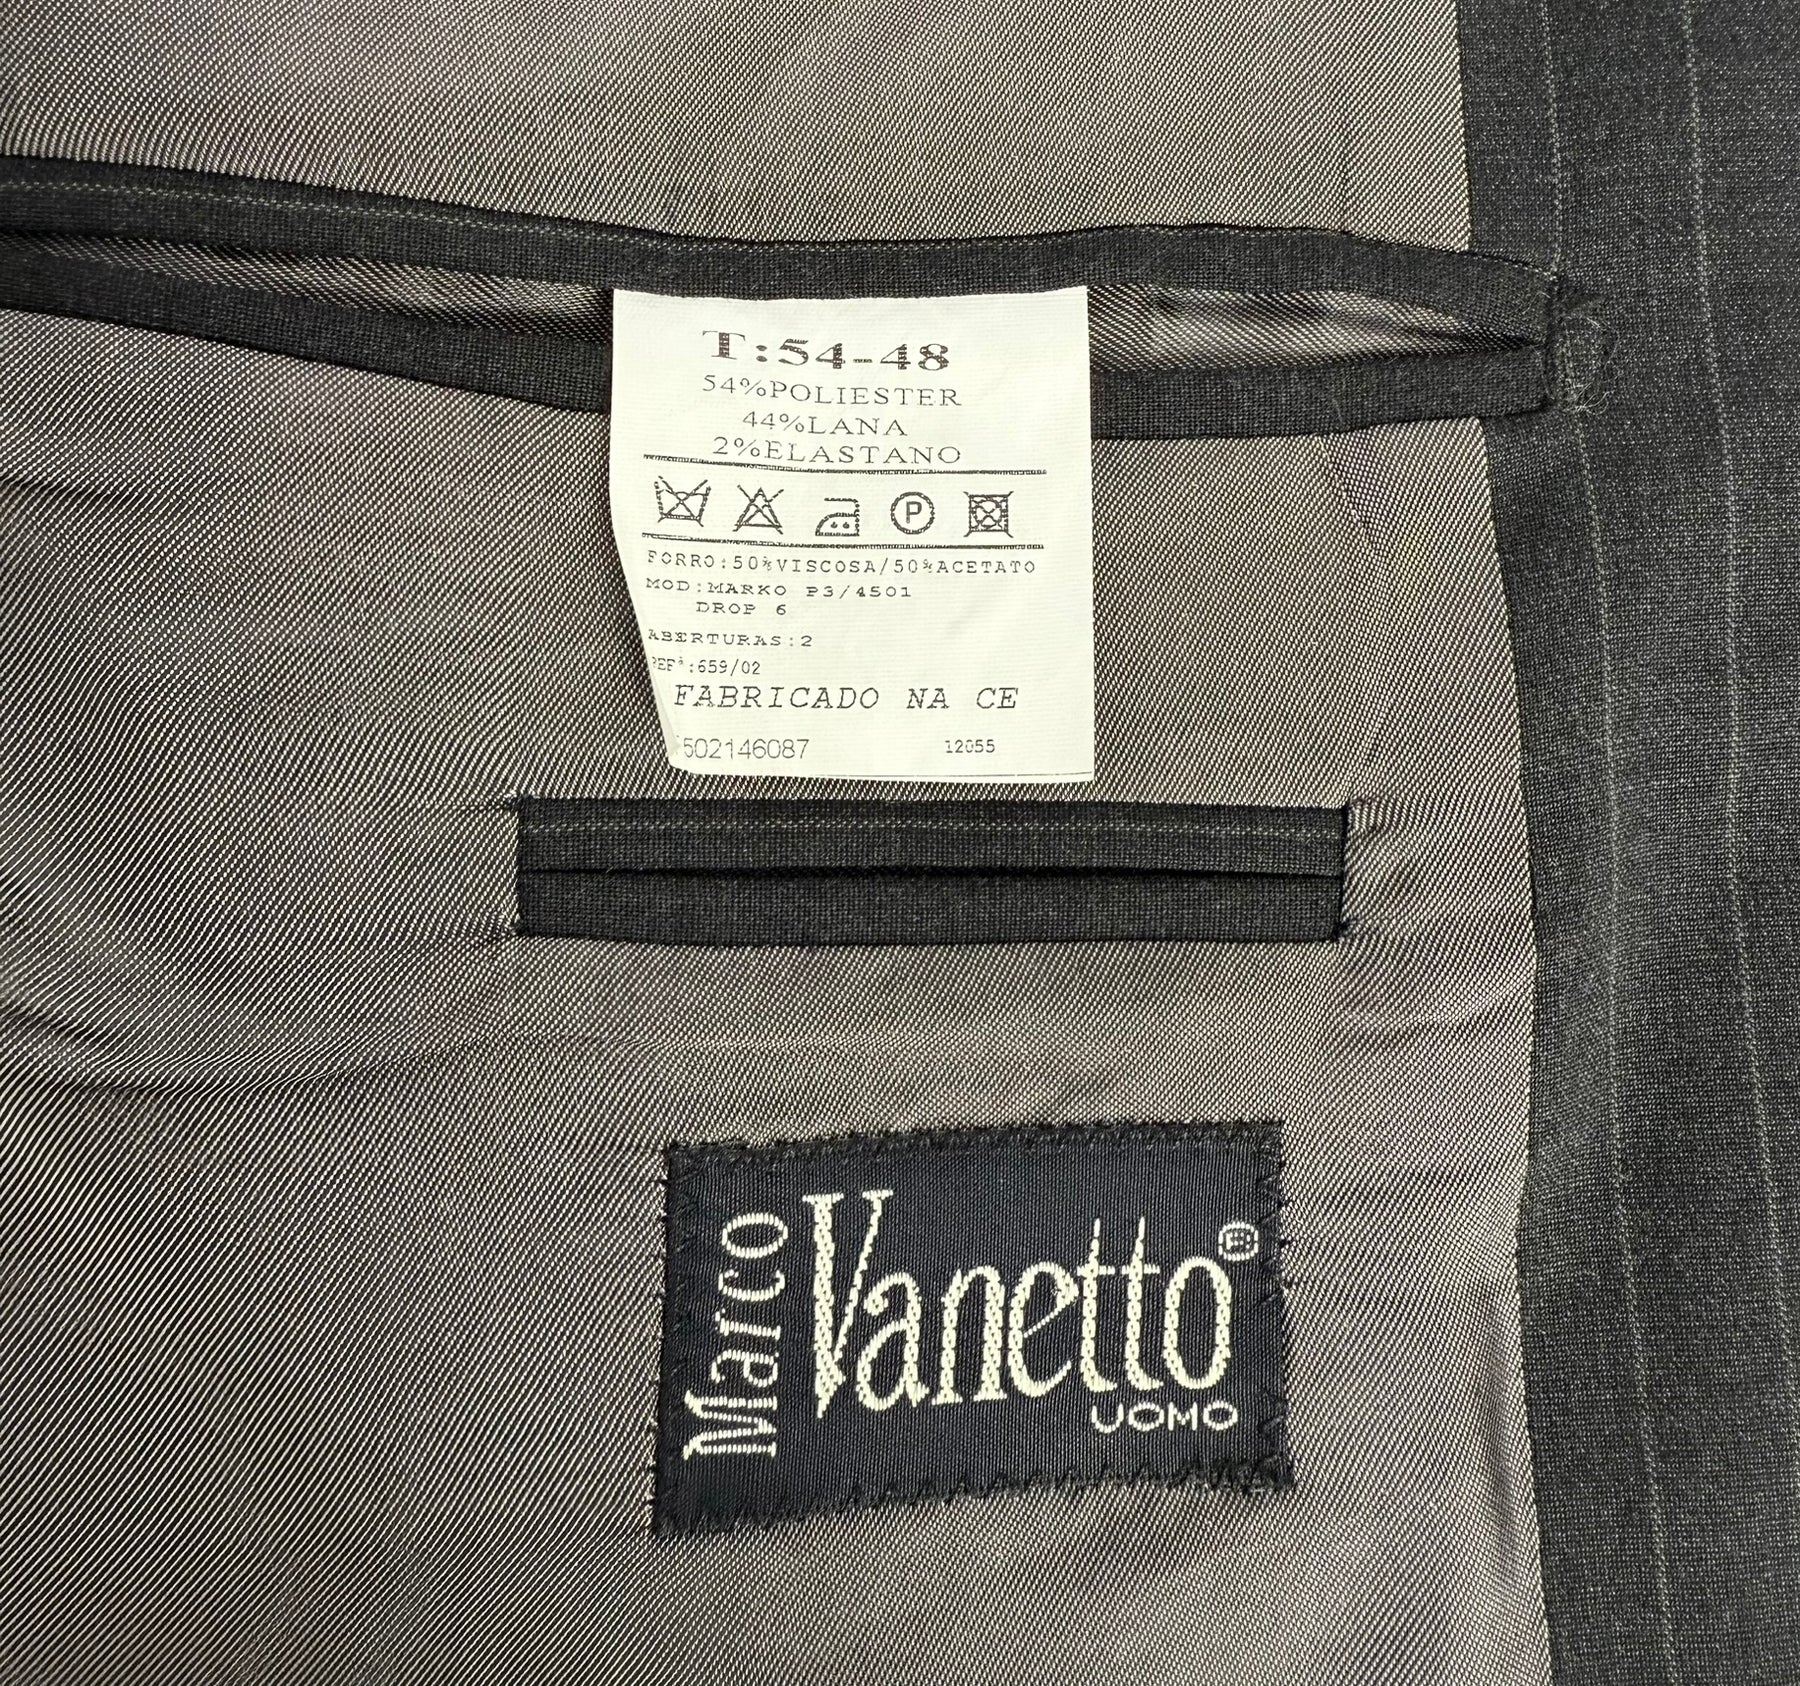 T:54-48
54%POLIESTER
44%LANA
2%ELASTANO
P
FORRO:50%VISCOSA/50%ACETATO
MOD:MARKO P3/4501
DROP 6
ABERTURAS:2
REFª:659/02
FABRICADO NA CE
502146087 12055
Marco
Vanetto®
UOMO